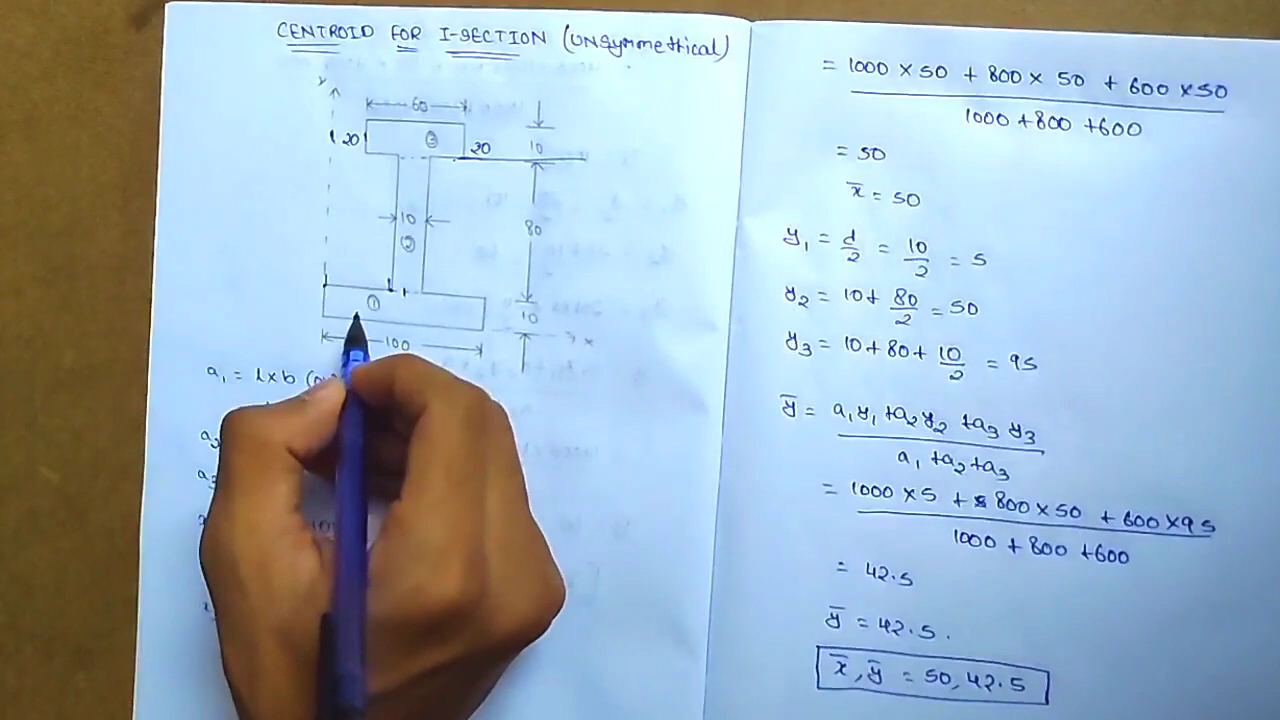 CENTROID FOR I-SECTION (UNSymmetrical)
y
60
20 ③ 20 10
10 80
②
① 10
100 x
a₁ = l×b
a₂
a₃
= 1000 × 50 + 800 × 50 + 600 × 50
1000 + 800 + 600
= 50
x̄ = 50
y₁ = d/2 = 10/2 = 5
y₂ = 10 + 80/2 = 50
y₃ = 10 + 80 + 10/2 = 95
ȳ = a₁y₁ + a₂y₂ + a₃y₃
a₁ + a₂ + a₃
= 1000 × 5 + 800 × 50 + 600 × 95
1000 + 800 + 600
= 42.5
ȳ = 42.5.
x̄, ȳ = 50, 42.5